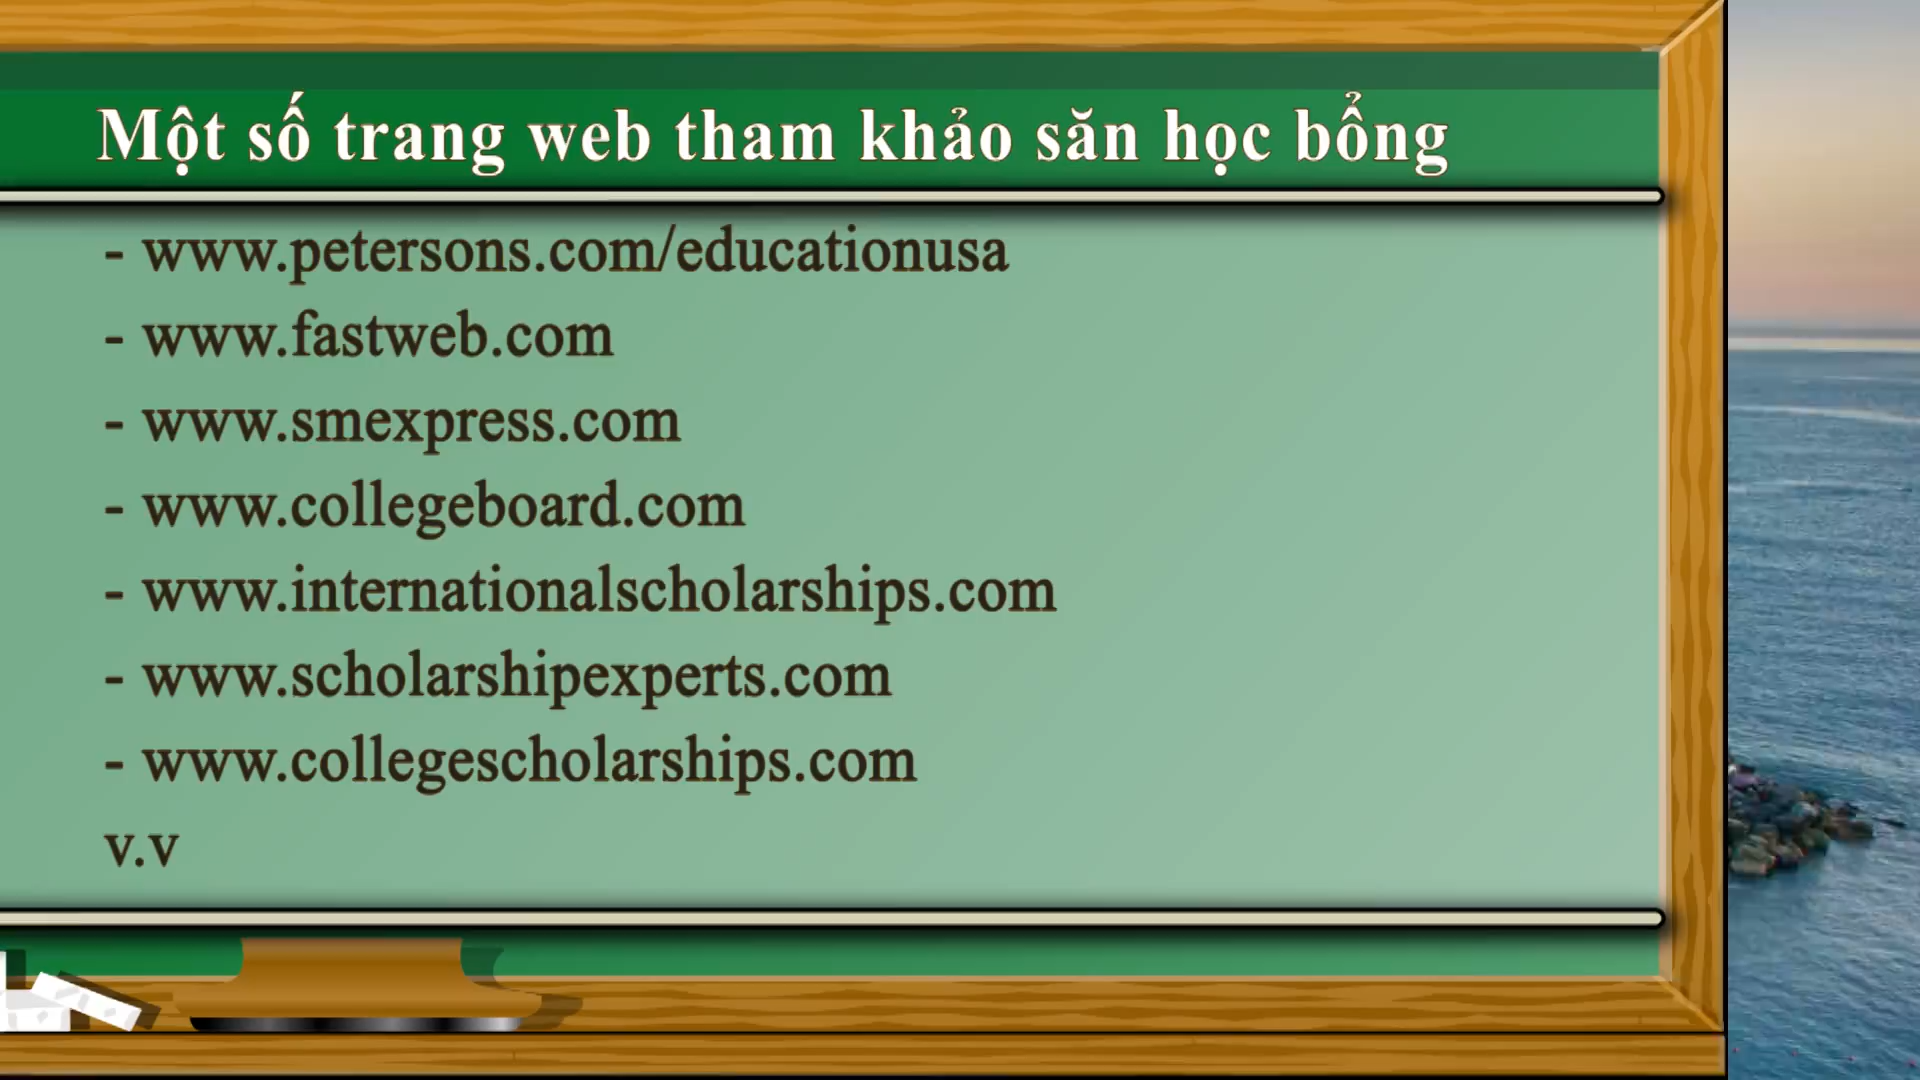 Một số trang web tham khảo săn học bổng
- www.petersons.com/educationusa
- www.fastweb.com
- www.smexpress.com
- www.collegeboard.com
- www.internationalscholarships.com
- www.scholarshipexperts.com
- www.collegescholarships.com
v.v